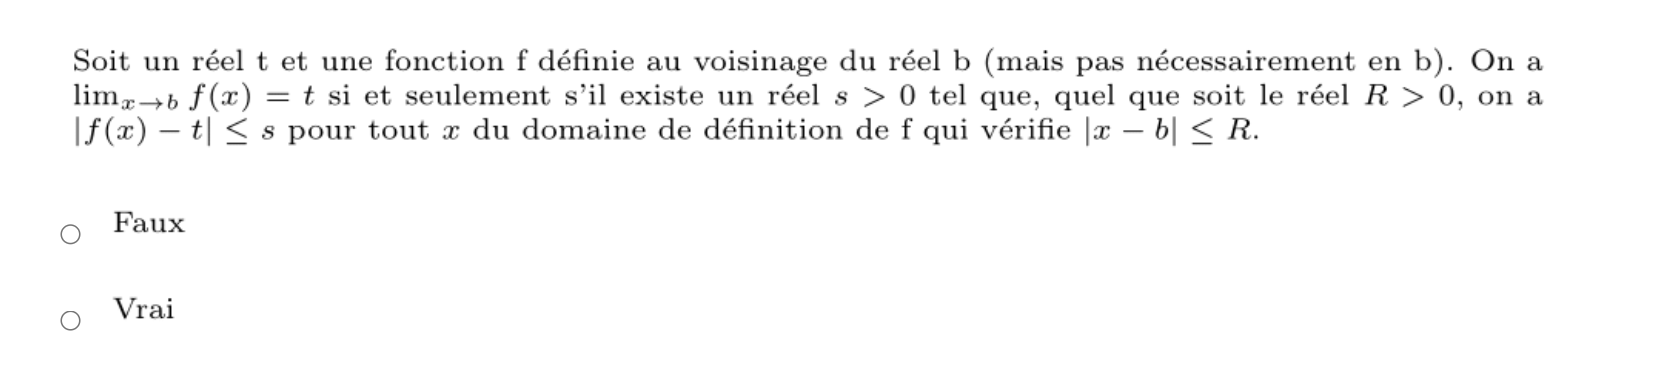 Soit un réel t et une fonction f définie au voisinage du réel b (mais pas nécessairement en b). On a
lim_{x→b} f(x) = t si et seulement s'il existe un réel s > 0 tel que, quel que soit le réel R > 0, on a
|f(x) − t| ≤ s pour tout x du domaine de définition de f qui vérifie |x − b| ≤ R.
Faux
Vrai